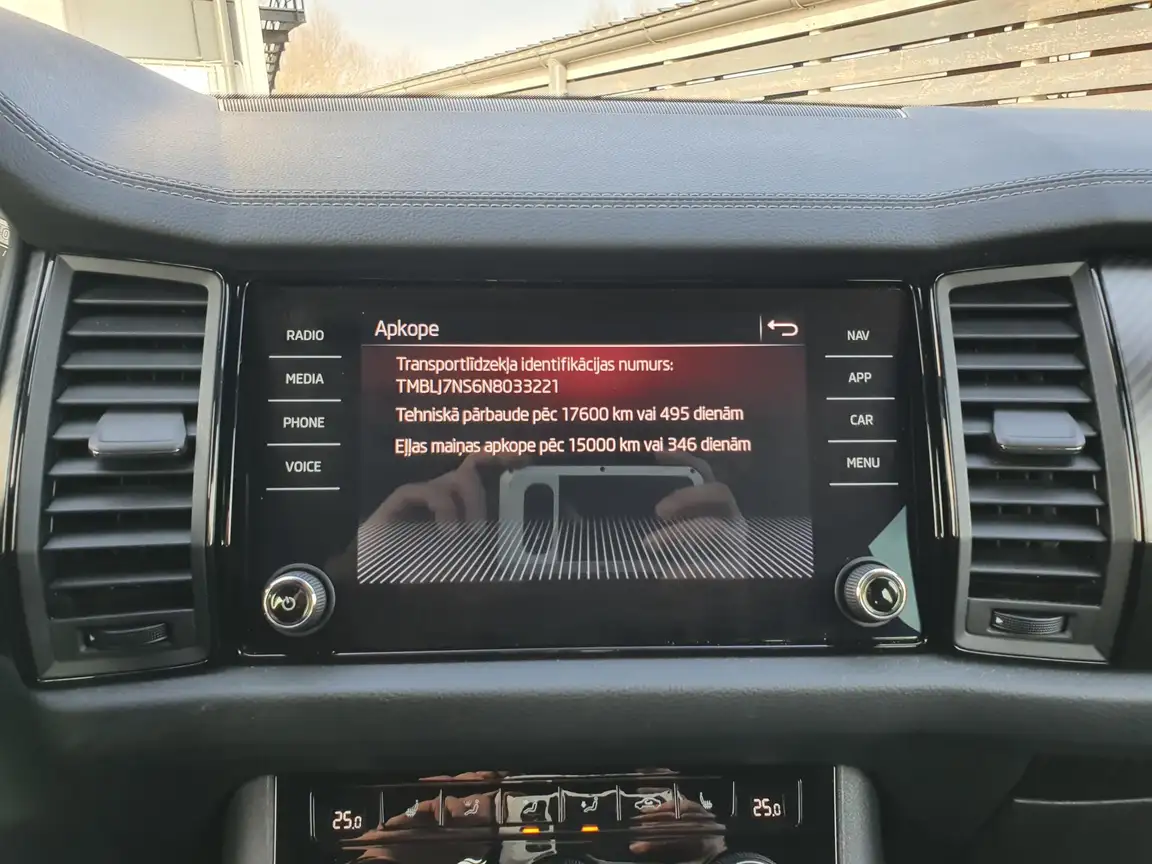 Apkope
Transportlīdzekļa identifikācijas numurs:
TMBLJ7NS6N8033221
Tehniskā pārbaude pēc 17600 km vai 495 dienām
Eļļas maiņas apkope pēc 15000 km vai 346 dienām
RADIO
MEDIA
PHONE
VOICE
NAV
APP
CAR
MENU
25.0
25.0